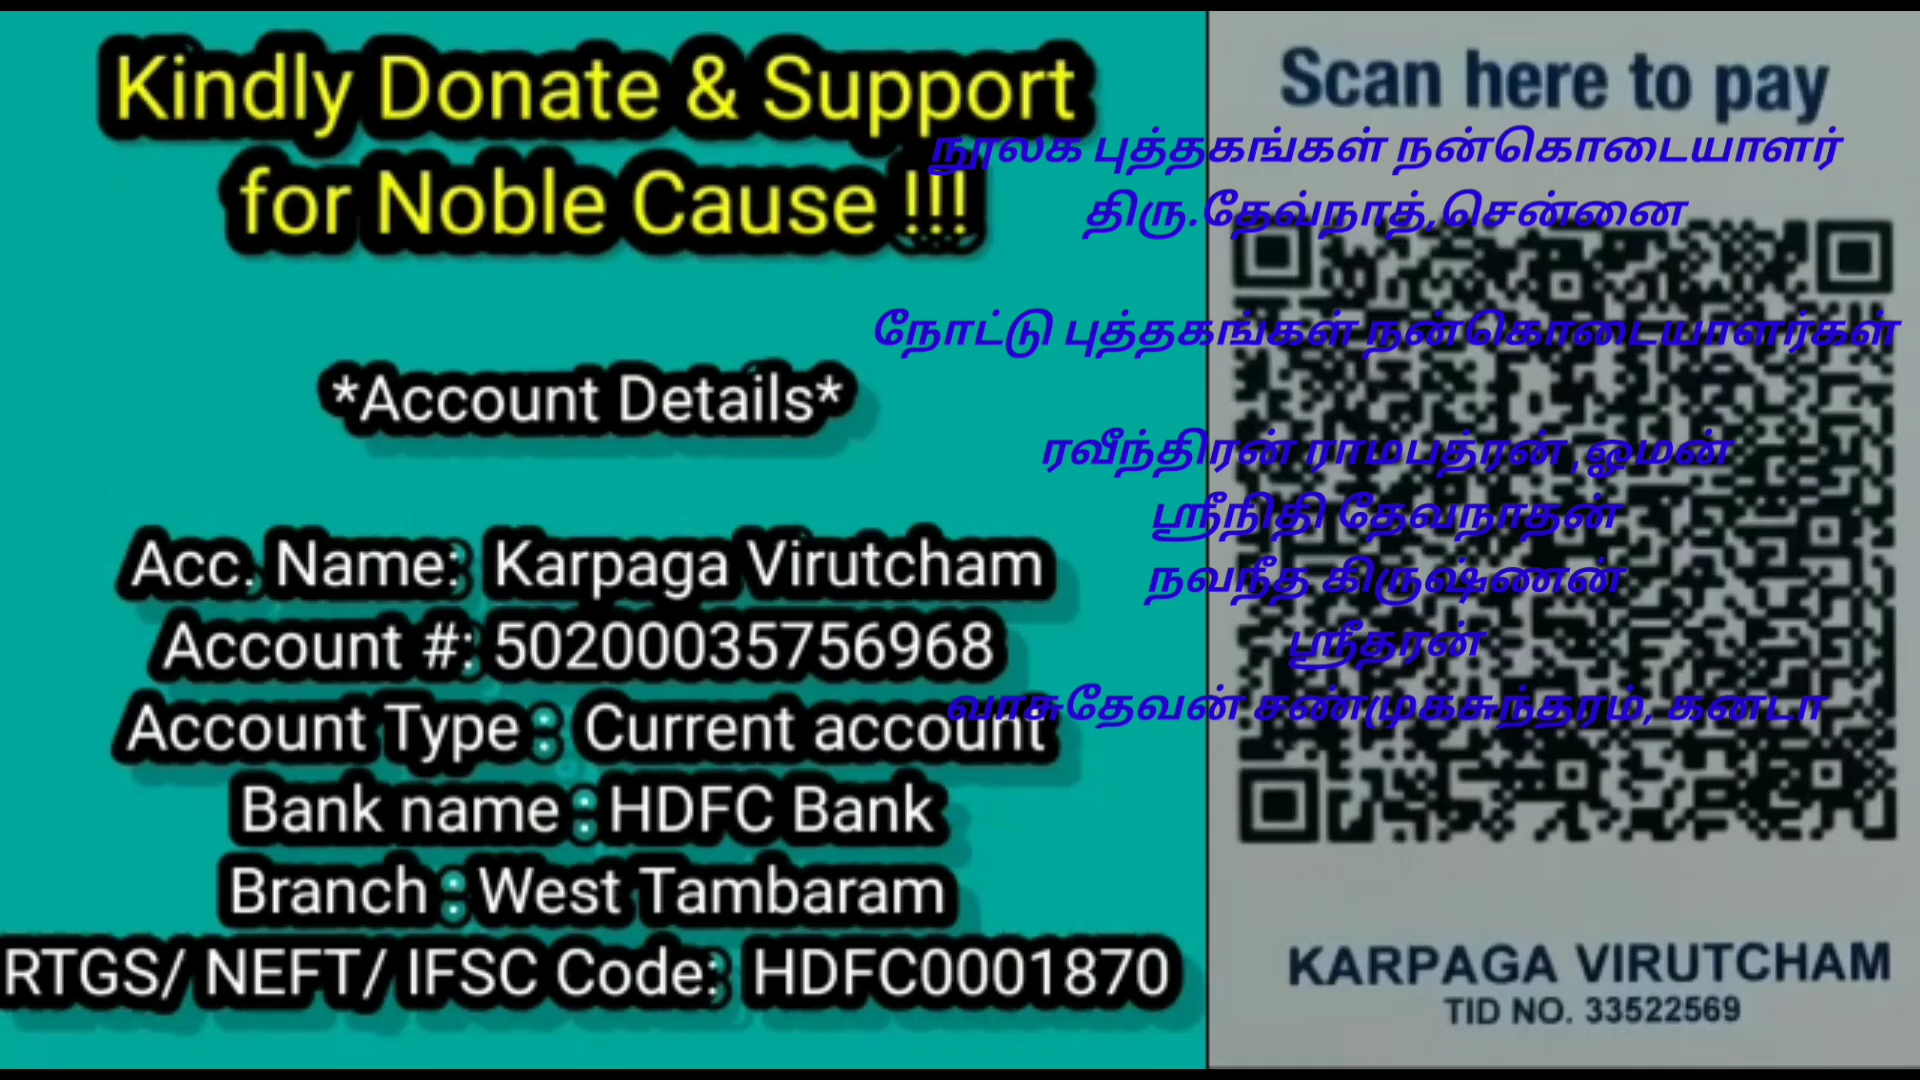 Kindly Donate & Support
for Noble Cause !!!
*Account Details*
Acc. Name: Karpaga Virutcham
Account #: 50200035756968
Account Type : Current account
Bank name : HDFC Bank
Branch : West Tambaram
RTGS/ NEFT/ IFSC Code: HDFC0001870
Scan here to pay
நூலக புத்தகங்கள் நன்கொடையாளர்
திரு.தேவநாத்,சென்னை
நோட்டு புத்தகங்கள் நன்கொடையாளர்கள்
ரவீந்திரன் ராமபத்ரன் ,ஓமன்
ஸ்ரீநிதி தேவநாதன்
நவநீத கிருஷ்ணன்
ஸ்ரீதரன்
வாசுதேவன் சண்முகசுந்தரம், கனடா
KARPAGA VIRUTCHAM
TID NO. 33522569